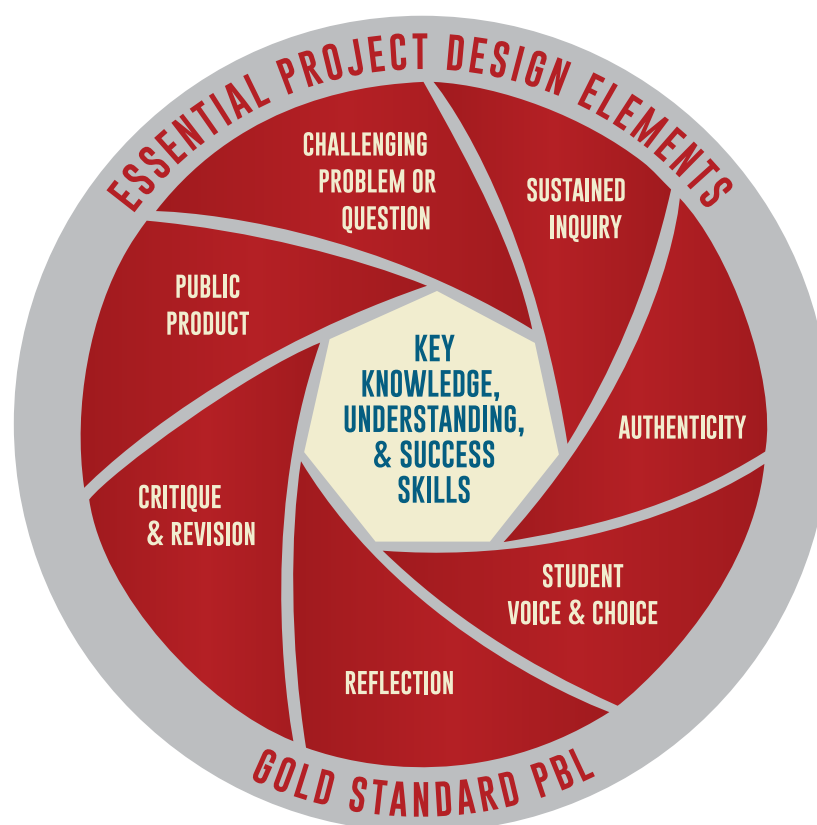 ESSENTIAL PROJECT DESIGN ELEMENTS
CHALLENGING
PROBLEM OR
QUESTION
SUSTAINED
INQUIRY
AUTHENTICITY
STUDENT
VOICE & CHOICE
REFLECTION
CRITIQUE
& REVISION
PUBLIC
PRODUCT
KEY
KNOWLEDGE,
UNDERSTANDING,
& SUCCESS
SKILLS
GOLD STANDARD PBL